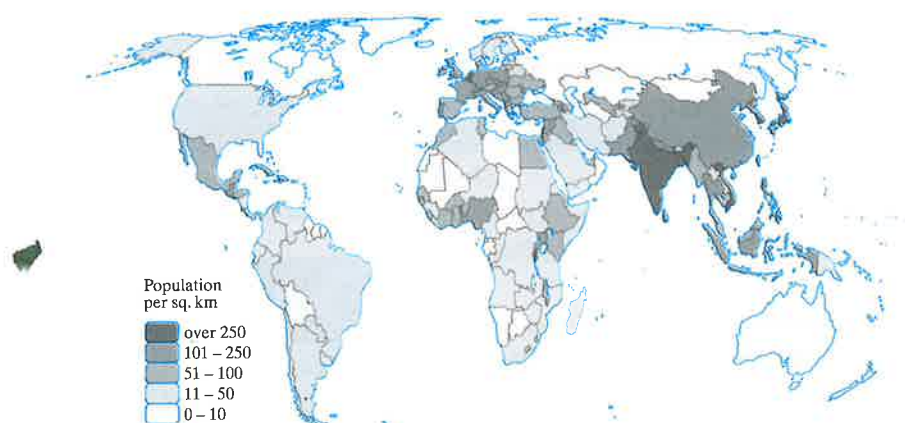 Population
per sq. km
over 250
101 – 250
51 – 100
11 – 50
0 – 10